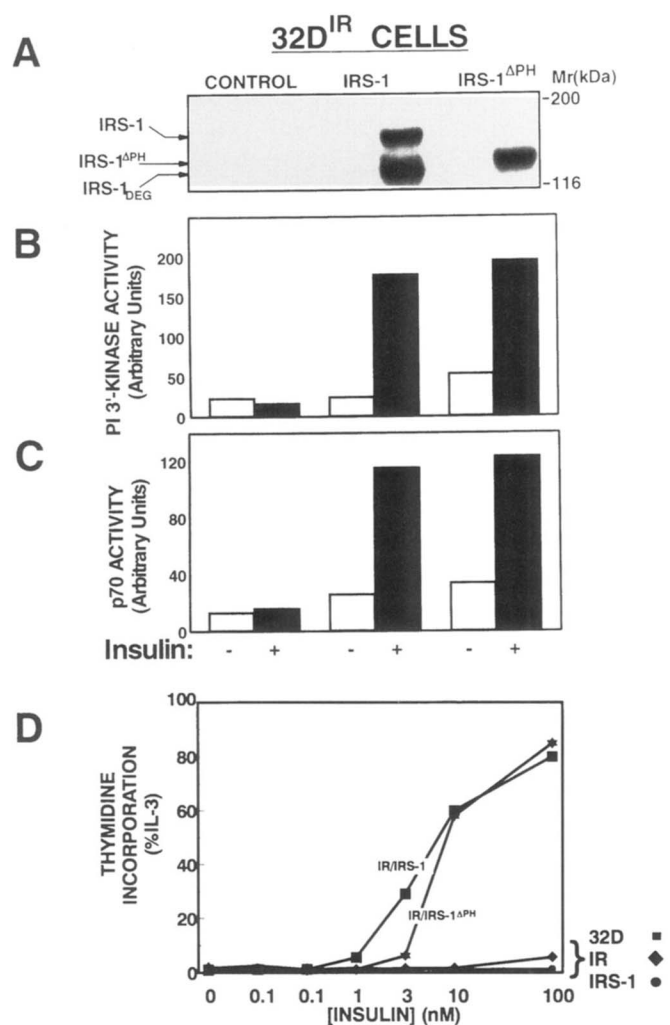 32D^IR CELLS
A
CONTROL IRS-1 IRS-1^ΔPH Mr(kDa)
-200
IRS-1
IRS-1^ΔPH
IRS-1_DEG
-116
B
PI 3'-KINASE ACTIVITY
(Arbitrary Units)
200
150
100
50
0
C
p70 ACTIVITY
(Arbitrary Units)
120
80
40
0
Insulin: - + - + - +
D
THYMIDINE
INCORPORATION
(%IL-3)
100
80
60
40
20
0
IR/IRS-1
IR/IRS-1^ΔPH
32D
IR
IRS-1
0 0.1 0.1 1 3 10 100
[INSULIN] (nM)